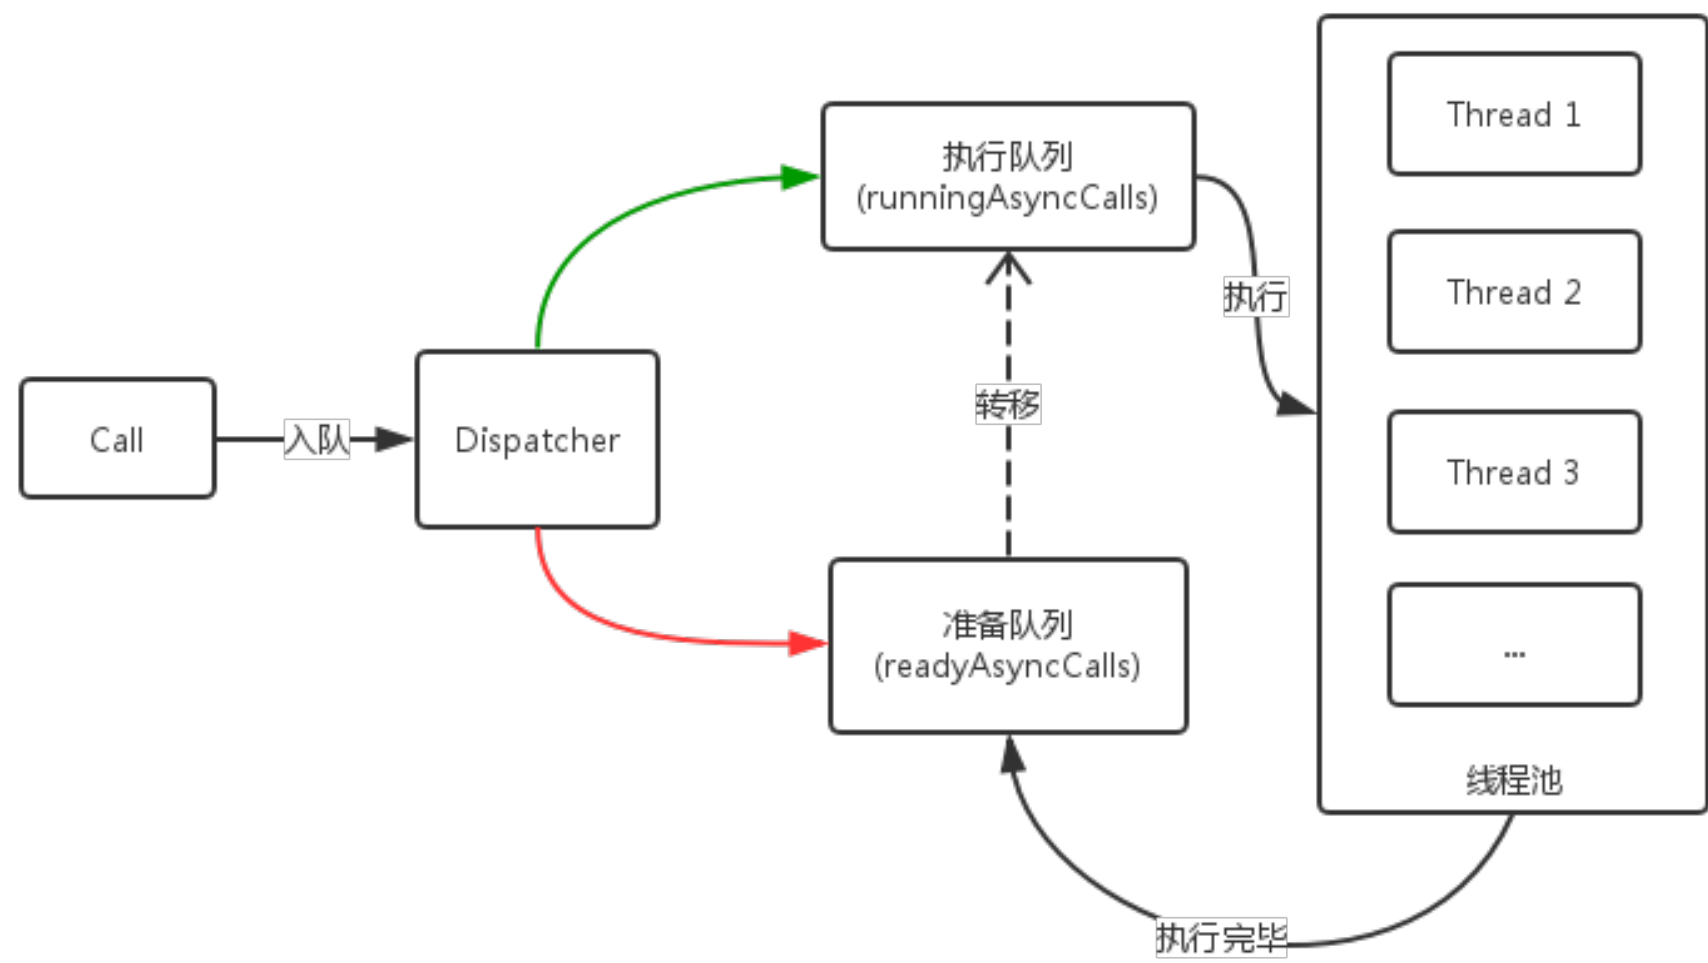 Call
入队
Dispatcher
执行队列
(runningAsyncCalls)
转移
准备队列
(readyAsyncCalls)
执行
Thread 1
Thread 2
Thread 3
...
线程池
执行完毕